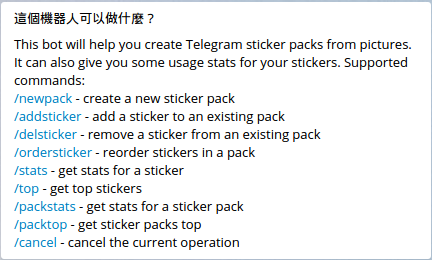 這個機器人可以做什麼？
This bot will help you create Telegram sticker packs from pictures.
It can also give you some usage stats for your stickers. Supported
commands:
/newpack - create a new sticker pack
/addsticker - add a sticker to an existing pack
/delsticker - remove a sticker from an existing pack
/ordersticker - reorder stickers in a pack
/stats - get stats for a sticker
/top - get top stickers
/packstats - get stats for a sticker pack
/packtop - get sticker packs top
/cancel - cancel the current operation